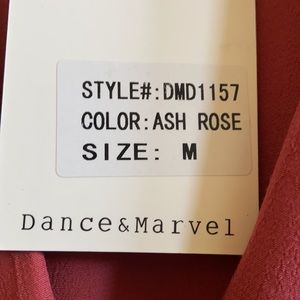 STYLE#:DMD1157
COLOR:ASH ROSE
SIZE: M
Dance&Marvel